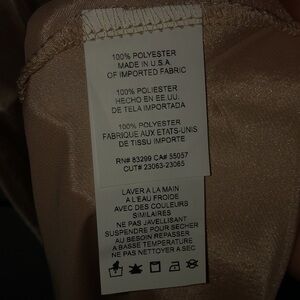 100% POLYESTER
MADE IN U.S.A.
OF IMPORTED FABRIC
100% POLIESTER
HECHO EN EE.UU.
DE TELA IMPORTADA
100% POLYESTER
FABRIQUE AUX ETATS-UNIS
DE TISSU IMPORTE
RN# 83299 CA# 35057
CUT# 23063-23065
LAVER A LA MAIN
A L'EAU FROIDE
AVEC DES COULEURS
SIMILAIRES
NE PAS JAVELLISANT
SUSPENDRE POUR SECHER
AU BESOIN REPASSER
A BASSE TEMPERATURE
NE PAS NETTOYER A SEC